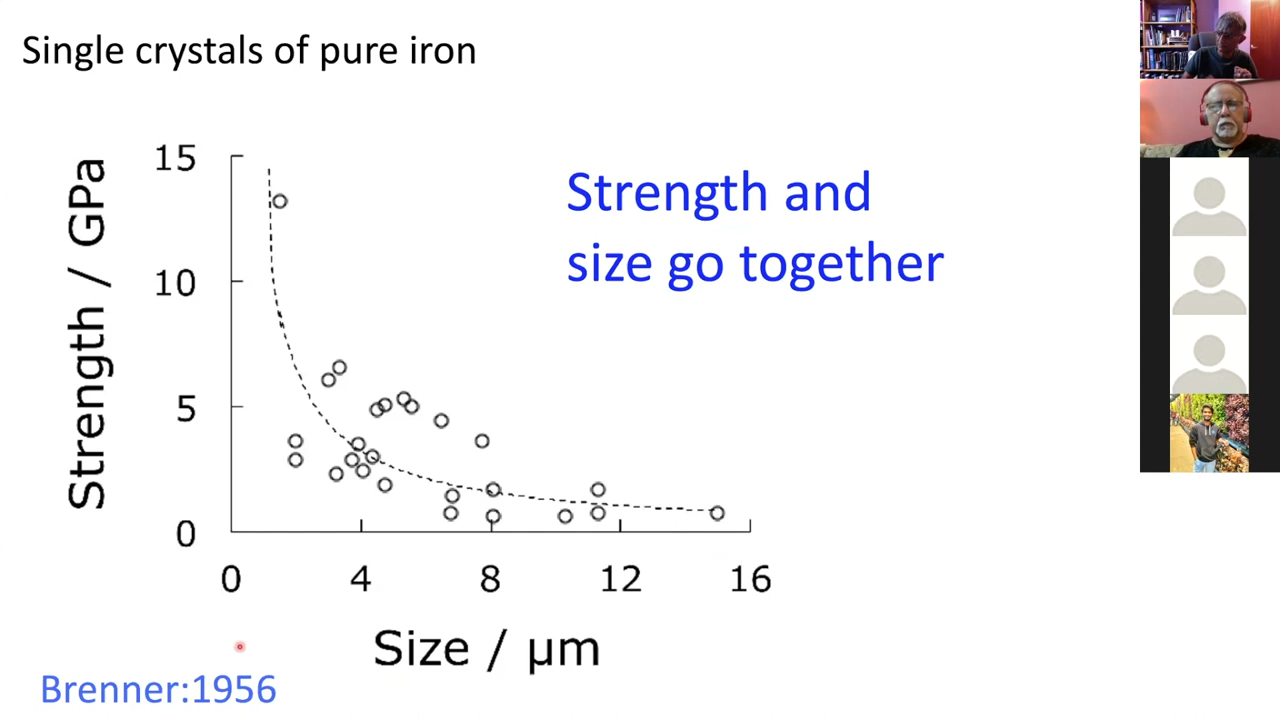 Single crystals of pure iron
Strength / GPa
15
10
5
0
Strength and
size go together
0 4 8 12 16
Size / µm
Brenner:1956